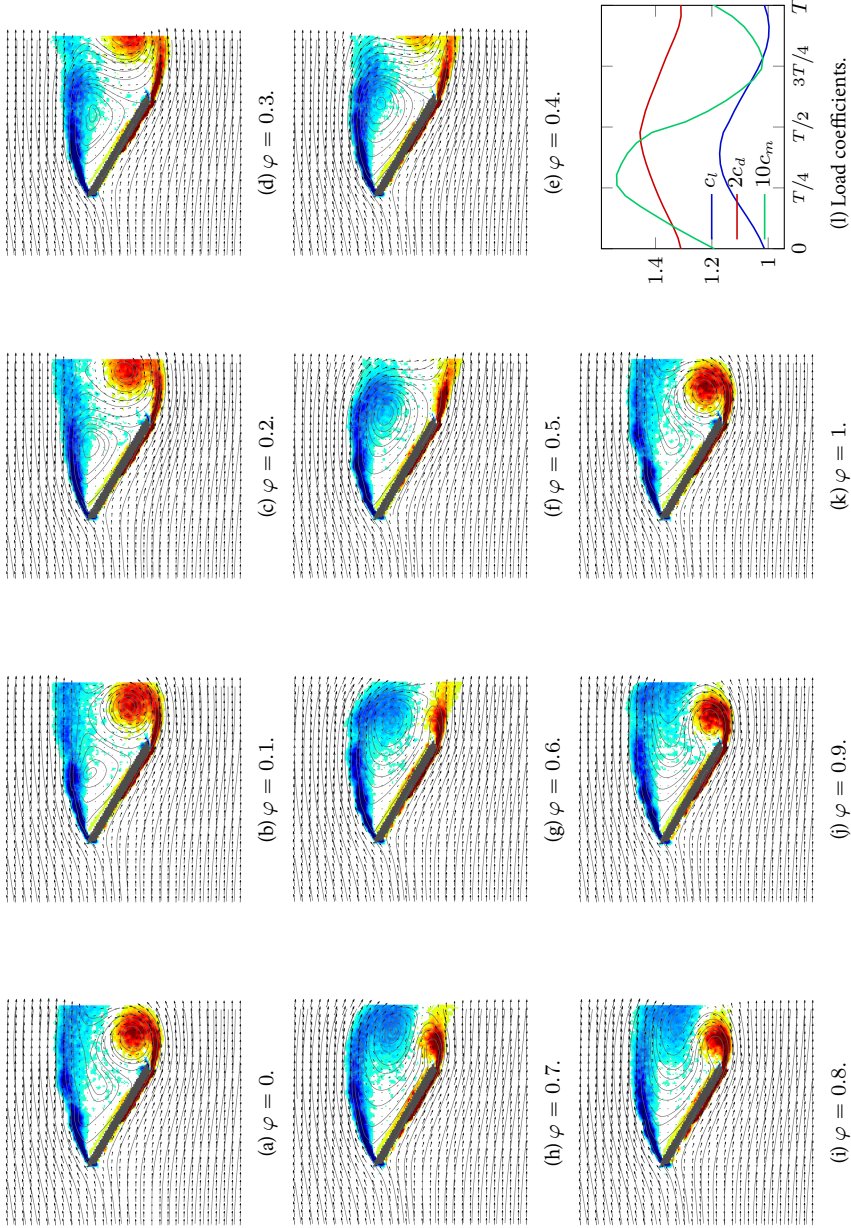 (a) φ = 0.
(b) φ = 0.1.
(c) φ = 0.2.
(d) φ = 0.3.
(h) φ = 0.7.
(g) φ = 0.6.
(f) φ = 0.5.
(e) φ = 0.4.
(i) φ = 0.8.
(j) φ = 0.9.
(k) φ = 1.
1.4
1.2
1
c_l
2c_d
10c_m
0
T/4
T/2
3T/4
T
(l) Load coefficients.